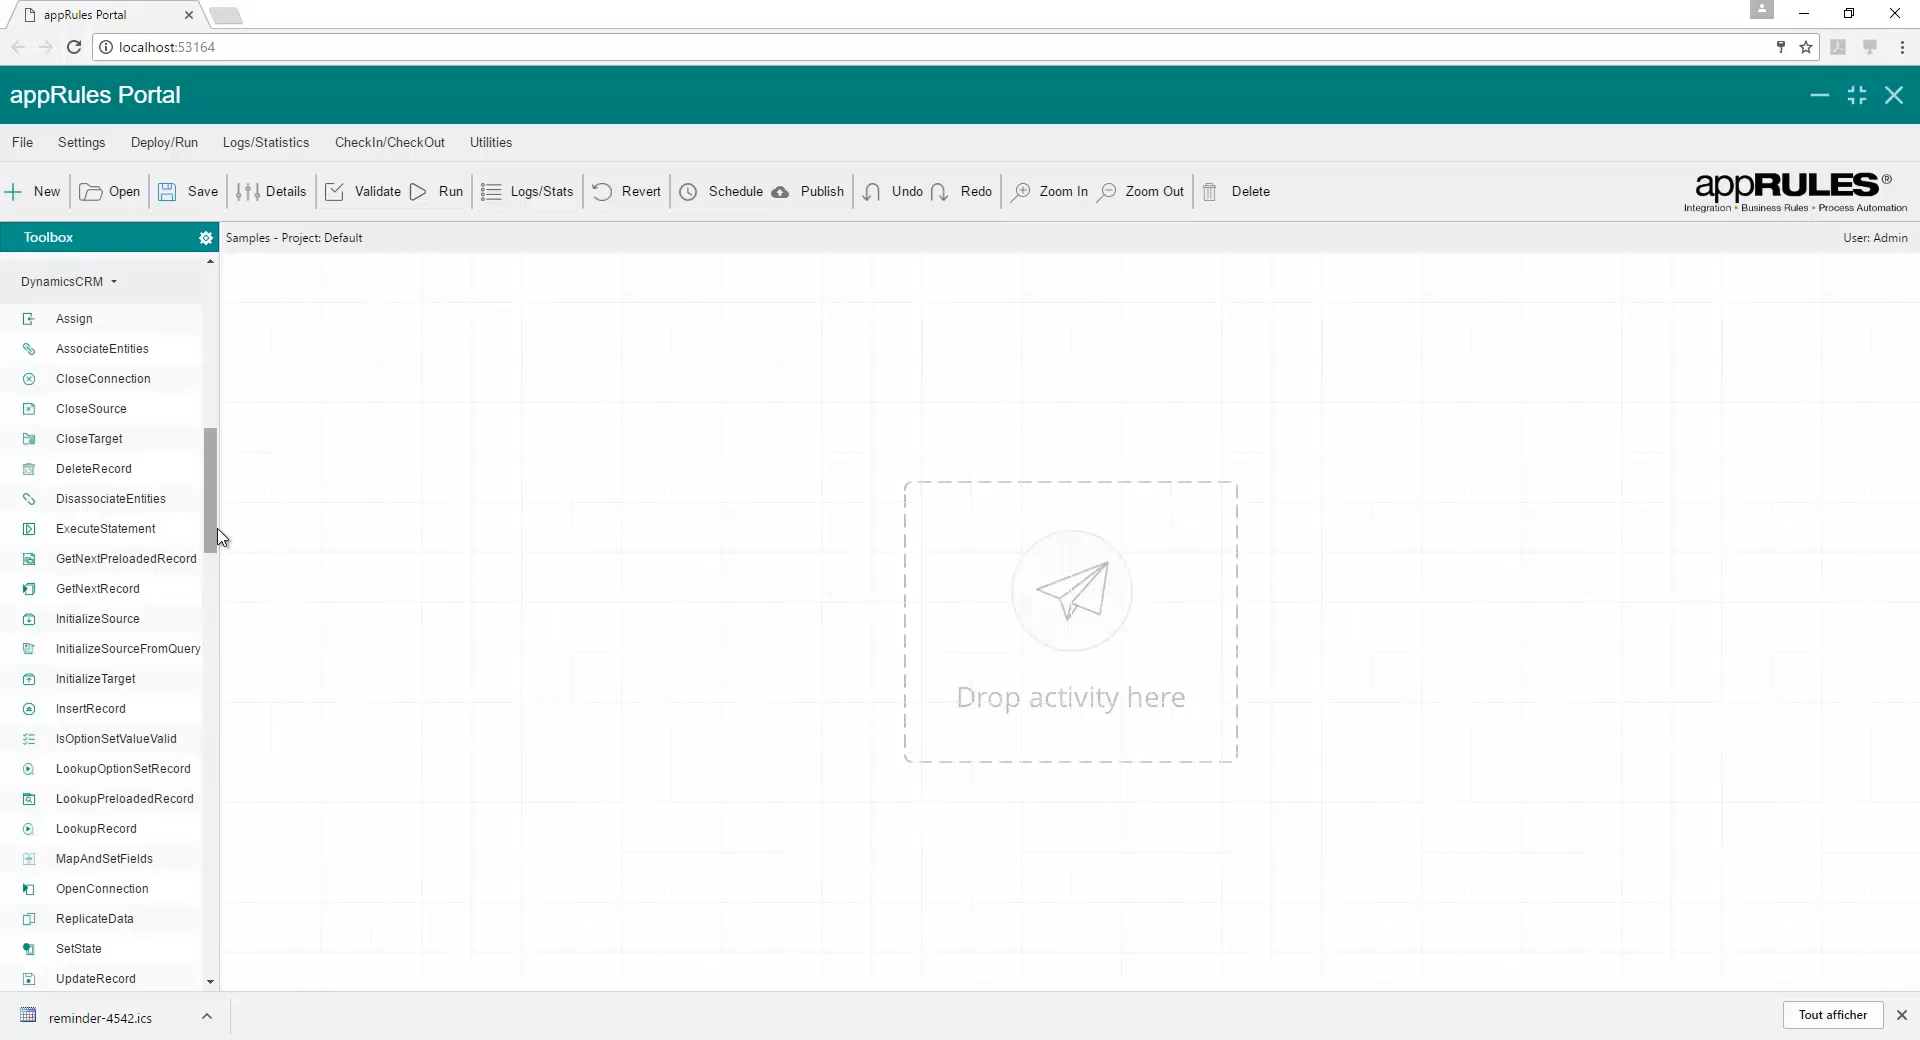 appRules Portal
localhost:53164
appRules Portal
File Settings Deploy/Run Logs/Statistics CheckIn/CheckOut Utilities
New Open Save Details Validate Run Logs/Stats Revert Schedule Publish Undo Redo Zoom In Zoom Out Delete
appRULES®
Integration • Business Rules • Process Automation
Toolbox
Samples - Project: Default
User: Admin
DynamicsCRM
Assign
AssociateEntities
CloseConnection
CloseSource
CloseTarget
DeleteRecord
DisassociateEntities
ExecuteStatement
GetNextPreloadedRecord
GetNextRecord
InitializeSource
InitializeSourceFromQuery
InitializeTarget
InsertRecord
IsOptionSetValueValid
LookupOptionSetRecord
LookupPreloadedRecord
LookupRecord
MapAndSetFields
OpenConnection
ReplicateData
SetState
UpdateRecord
Drop activity here
reminder-4542.ics
Tout afficher